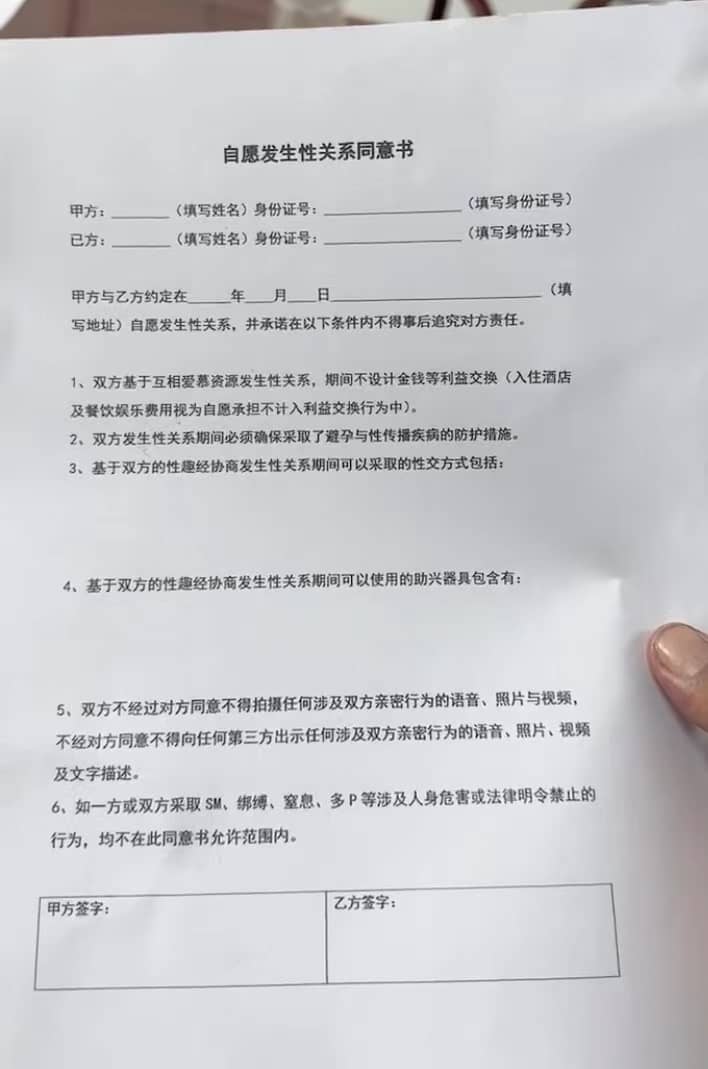 自愿发生性关系同意书
甲方：________（填写姓名）身份证号：__________________（填写身份证号）
已方：________（填写姓名）身份证号：__________________（填写身份证号）
甲方与乙方约定在______年____月____日____________________________（填
写地址）自愿发生性关系，并承诺在以下条件内不得事后追究对方责任。
1、双方基于互相爱慕资源发生性关系，期间不设计金钱等利益交换（入住酒店
及餐饮娱乐费用视为自愿承担不计入利益交换行为中）。
2、双方发生性关系期间必须确保采取了避孕与性传播疾病的防护措施。
3、基于双方的性趣经协商发生性关系期间可以采取的性交方式包括：
4、基于双方的性趣经协商发生性关系期间可以使用的助兴器具包含有：
5、双方不经过对方同意不得拍摄任何涉及双方亲密行为的语音、照片与视频，
不经对方同意不得向任何第三方出示任何涉及双方亲密行为的语音、照片、视频
及文字描述。
6、如一方或双方采取 SM、绑缚、窒息、多 P 等涉及人身危害或法律明令禁止的
行为，均不在此同意书允许范围内。
甲方签字：
乙方签字：